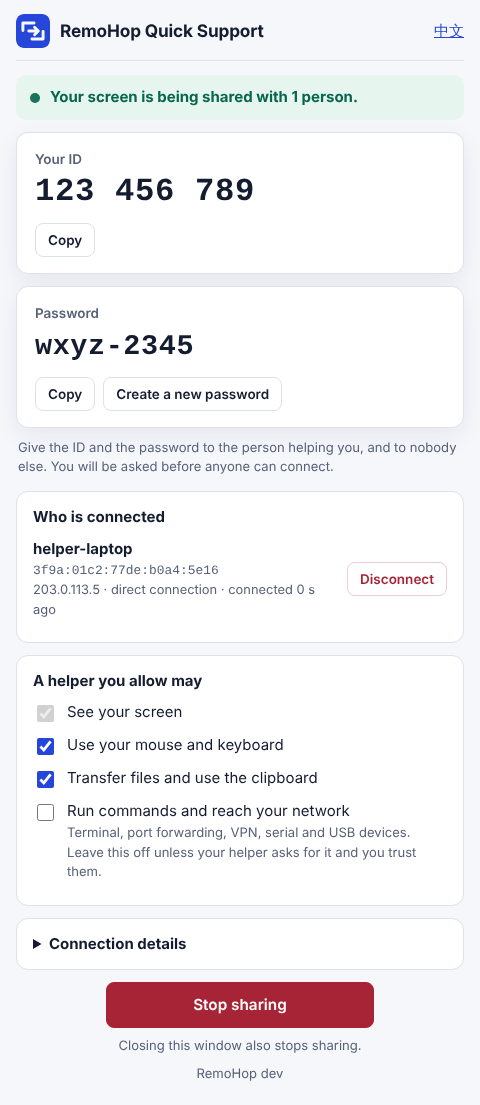 RemoHop Quick Support
中文
Your screen is being shared with 1 person.
Your ID
123 456 789
Copy
Password
wxyz-2345
Copy
Create a new password
Give the ID and the password to the person helping you, and to nobody
else. You will be asked before anyone can connect.
Who is connected
helper-laptop
3f9a:01c2:77de:b0a4:5e16
203.0.113.5 · direct connection · connected 0 s
ago
Disconnect
A helper you allow may
See your screen
Use your mouse and keyboard
Transfer files and use the clipboard
Run commands and reach your network
Terminal, port forwarding, VPN, serial and USB devices.
Leave this off unless your helper asks for it and you trust
them.
Connection details
Stop sharing
Closing this window also stops sharing.
RemoHop dev